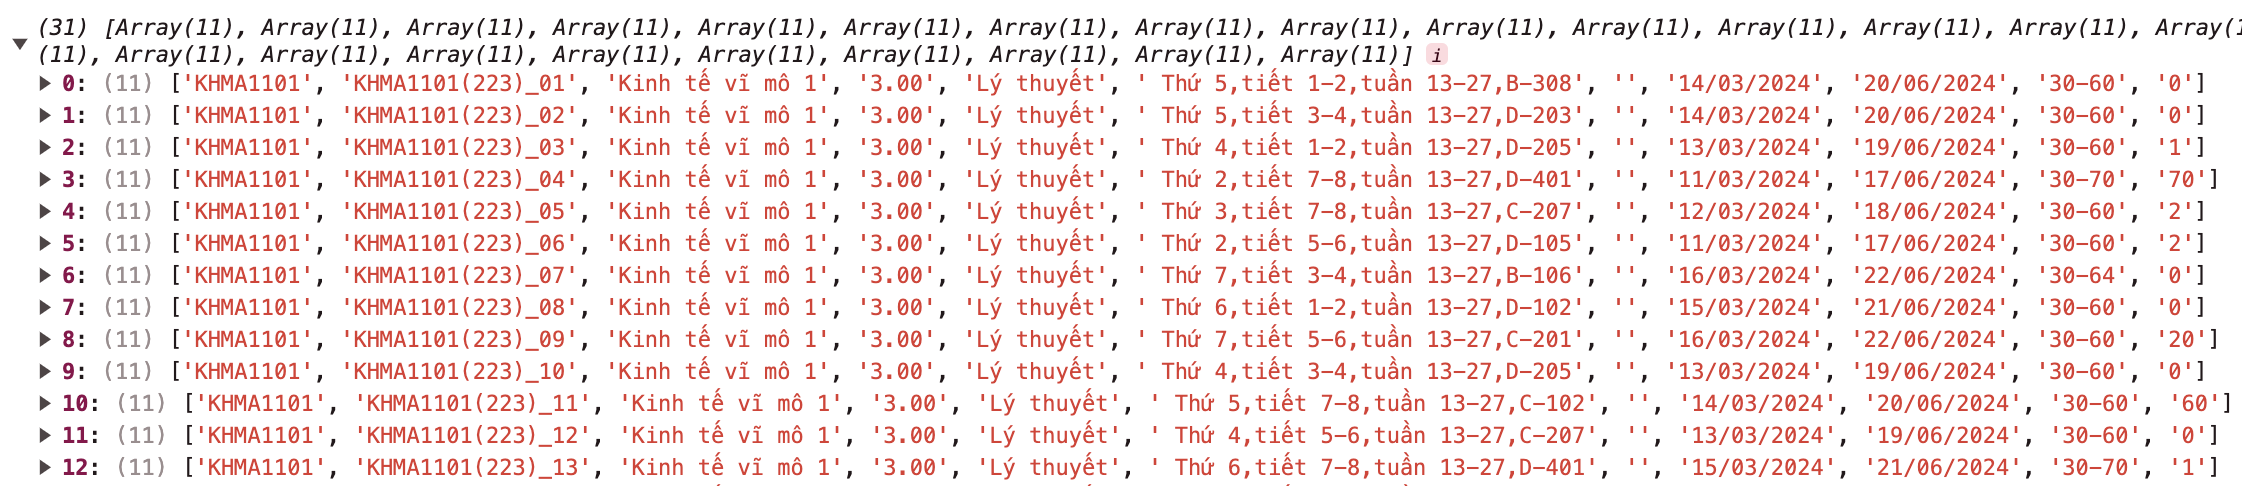 (31) [Array(11), Array(11), Array(11), Array(11), Array(11), Array(11), Array(11), Array(11), Array(11), Array(11), Array(11), Array(11), Array(11), Array(11), Array(1
(11), Array(11), Array(11), Array(11), Array(11), Array(11), Array(11), Array(11), Array(11)] i
0: (11) ['KHMA1101', 'KHMA1101(223)_01', 'Kinh tế vĩ mô 1', '3.00', 'Lý thuyết', ' Thứ 5,tiết 1-2,tuần 13-27,B-308', '', '14/03/2024', '20/06/2024', '30-60', '0']
1: (11) ['KHMA1101', 'KHMA1101(223)_02', 'Kinh tế vĩ mô 1', '3.00', 'Lý thuyết', ' Thứ 5,tiết 3-4,tuần 13-27,D-203', '', '14/03/2024', '20/06/2024', '30-60', '0']
2: (11) ['KHMA1101', 'KHMA1101(223)_03', 'Kinh tế vĩ mô 1', '3.00', 'Lý thuyết', ' Thứ 4,tiết 1-2,tuần 13-27,D-205', '', '13/03/2024', '19/06/2024', '30-60', '1']
3: (11) ['KHMA1101', 'KHMA1101(223)_04', 'Kinh tế vĩ mô 1', '3.00', 'Lý thuyết', ' Thứ 2,tiết 7-8,tuần 13-27,D-401', '', '11/03/2024', '17/06/2024', '30-70', '70']
4: (11) ['KHMA1101', 'KHMA1101(223)_05', 'Kinh tế vĩ mô 1', '3.00', 'Lý thuyết', ' Thứ 3,tiết 7-8,tuần 13-27,C-207', '', '12/03/2024', '18/06/2024', '30-60', '2']
5: (11) ['KHMA1101', 'KHMA1101(223)_06', 'Kinh tế vĩ mô 1', '3.00', 'Lý thuyết', ' Thứ 2,tiết 5-6,tuần 13-27,D-105', '', '11/03/2024', '17/06/2024', '30-60', '2']
6: (11) ['KHMA1101', 'KHMA1101(223)_07', 'Kinh tế vĩ mô 1', '3.00', 'Lý thuyết', ' Thứ 7,tiết 3-4,tuần 13-27,B-106', '', '16/03/2024', '22/06/2024', '30-64', '0']
7: (11) ['KHMA1101', 'KHMA1101(223)_08', 'Kinh tế vĩ mô 1', '3.00', 'Lý thuyết', ' Thứ 6,tiết 1-2,tuần 13-27,D-102', '', '15/03/2024', '21/06/2024', '30-60', '0']
8: (11) ['KHMA1101', 'KHMA1101(223)_09', 'Kinh tế vĩ mô 1', '3.00', 'Lý thuyết', ' Thứ 7,tiết 5-6,tuần 13-27,C-201', '', '16/03/2024', '22/06/2024', '30-60', '20']
9: (11) ['KHMA1101', 'KHMA1101(223)_10', 'Kinh tế vĩ mô 1', '3.00', 'Lý thuyết', ' Thứ 4,tiết 3-4,tuần 13-27,D-205', '', '13/03/2024', '19/06/2024', '30-60', '0']
10: (11) ['KHMA1101', 'KHMA1101(223)_11', 'Kinh tế vĩ mô 1', '3.00', 'Lý thuyết', ' Thứ 5,tiết 7-8,tuần 13-27,C-102', '', '14/03/2024', '20/06/2024', '30-60', '60']
11: (11) ['KHMA1101', 'KHMA1101(223)_12', 'Kinh tế vĩ mô 1', '3.00', 'Lý thuyết', ' Thứ 4,tiết 5-6,tuần 13-27,C-207', '', '13/03/2024', '19/06/2024', '30-60', '0']
12: (11) ['KHMA1101', 'KHMA1101(223)_13', 'Kinh tế vĩ mô 1', '3.00', 'Lý thuyết', ' Thứ 6,tiết 7-8,tuần 13-27,D-401', '', '15/03/2024', '21/06/2024', '30-70', '1']